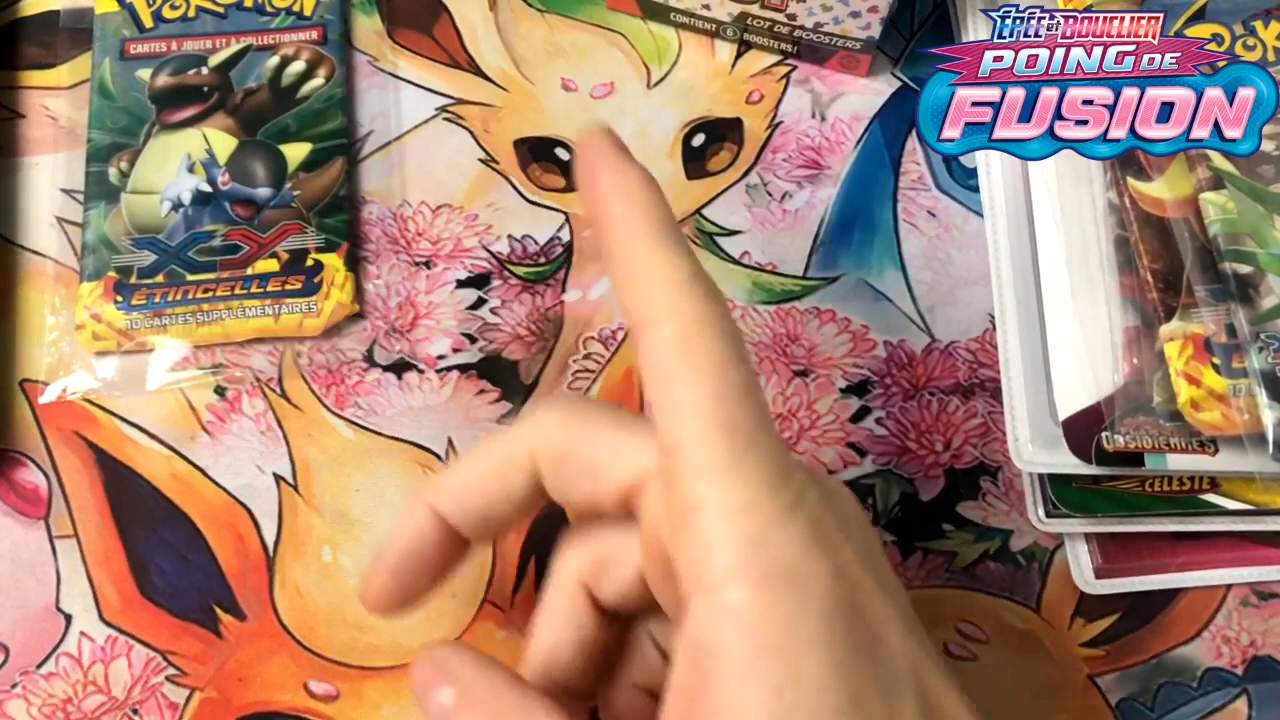 POKÉMON
CARTES À JOUER ET À COLLECTIONNER
XY
ÉTINCELLES
10 CARTES SUPPLÉMENTAIRES
CONTIENT 6 BOOSTERS!
LOT DE BOOSTERS
ÉPÉE et BOUCLIER
POING DE
FUSION
OBSIDIENNES
CÉLESTE